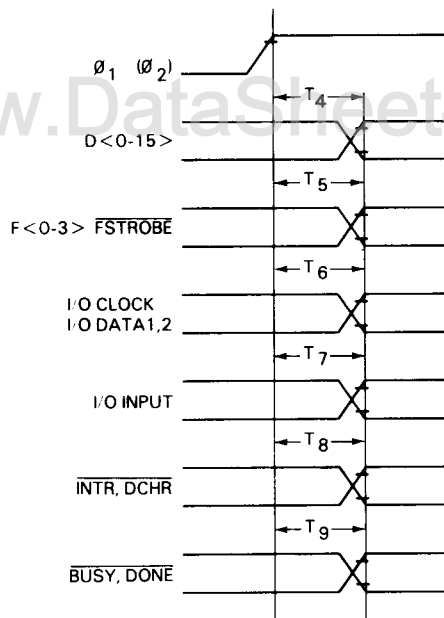 Ø1 (Ø2)
T4
w.DataSheet
D<0-15>
T5
F<0-3> FSTROBE
T6
I/O CLOCK
I/O DATA1,2
T7
I/O INPUT
T8
INTR, DCHR
T9
BUSY, DONE